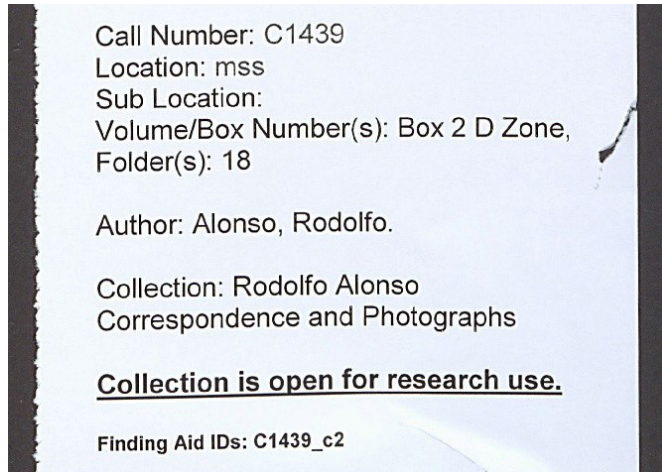 Call Number: C1439
Location: mss
Sub Location:
Volume/Box Number(s): Box 2 D Zone,
Folder(s): 18
Author: Alonso, Rodolfo.
Collection: Rodolfo Alonso
Correspondence and Photographs
Collection is open for research use.
Finding Aid IDs: C1439_c2